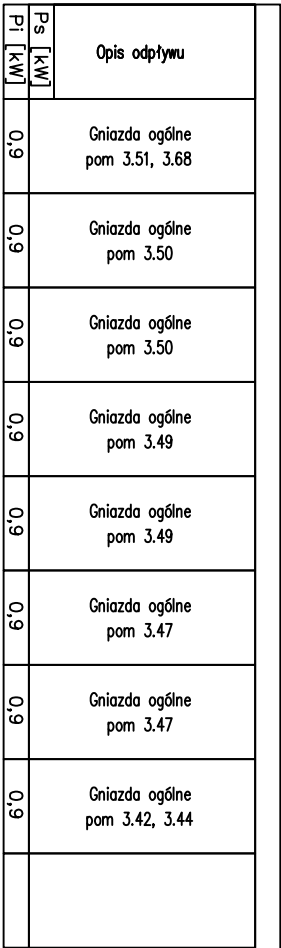 Opis odpływu
Ps [kW]
Pi [kW]
Gniazda ogólne
pom 3.51, 3.68
0,9
Gniazda ogólne
pom 3.50
0,9
Gniazda ogólne
pom 3.50
0,9
Gniazda ogólne
pom 3.49
0,9
Gniazda ogólne
pom 3.49
0,9
Gniazda ogólne
pom 3.47
0,9
Gniazda ogólne
pom 3.47
0,9
Gniazda ogólne
pom 3.42, 3.44
0,9